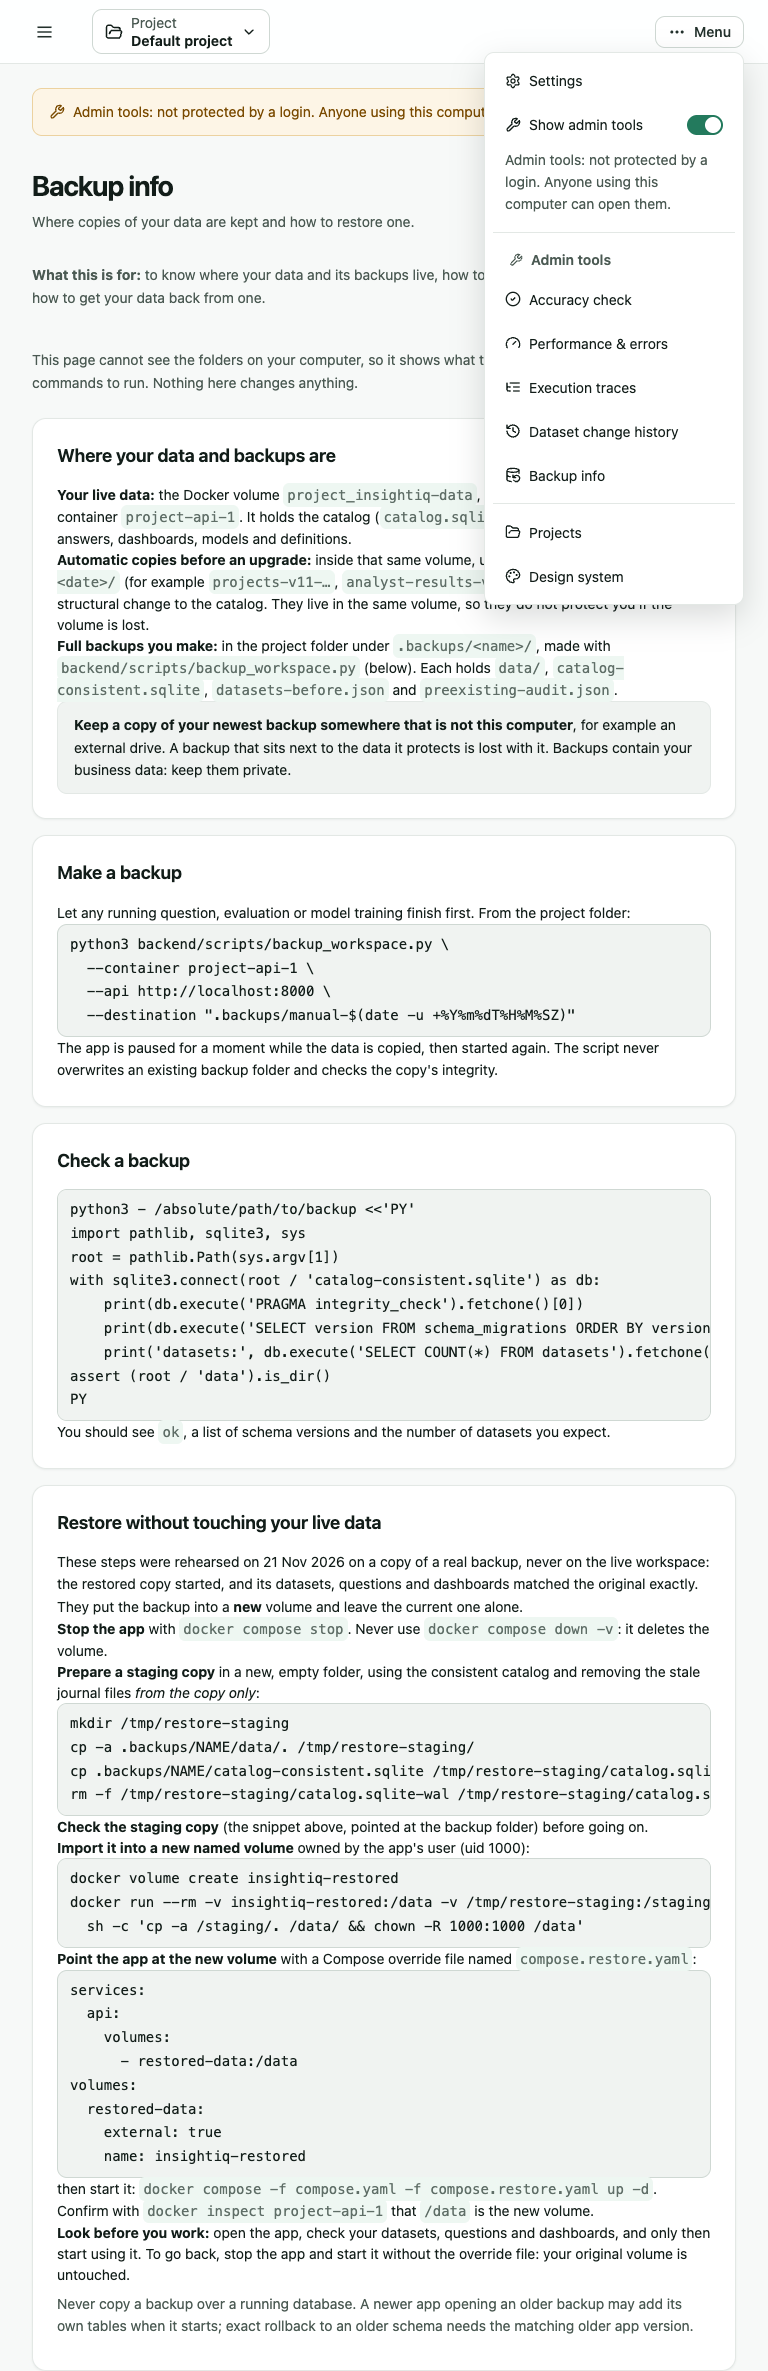 Project
Default project
Menu
Settings
Show admin tools
Admin tools: not protected by a
login. Anyone using this
computer can open them.
Admin tools
Accuracy check
Performance & errors
Execution traces
Dataset change history
Backup info
Projects
Design system
Admin tools: not protected by a login. Anyone using this
Backup info
Where copies of your data are kept and how to restore one.
What this is for: to know where your data and its backups live, how to
how to get your data back from one.
This page cannot see the folders on your computer, so it shows what
commands to run. Nothing here changes anything.
Where your data and backups are
Your live data: the Docker volume project_insightiq-data,
container project-api-1. It holds the catalog (
answers, dashboards, models and definitions.
Automatic copies before an upgrade: inside that same volume,
<date>/ (for example projects-v11-…,
structural change to the catalog. They live in the same volume, so they do not protect you if the
volume is lost.
Full backups you make: in the project folder under .backups/<name>/, made with
backend/scripts/backup_workspace.py (below). Each holds data/, catalog-
consistent.sqlite, datasets-before.json and preexisting-audit.json.
Keep a copy of your newest backup somewhere that is not this computer, for example an
external drive. A backup that sits next to the data it protects is lost with it. Backups contain your
business data: keep them private.
Make a backup
Let any running question, evaluation or model training finish first. From the project folder:
python3 backend/scripts/backup_workspace.py \
--container project-api-1 \
--api http://localhost:8000 \
--destination ".backups/manual-$(date -u +%Y%m%dT%H%M%SZ)"
The app is paused for a moment while the data is copied, then started again. The script never
overwrites an existing backup folder and checks the copy's integrity.
Check a backup
python3 - /absolute/path/to/backup <<'PY'
import pathlib, sqlite3, sys
root = pathlib.Path(sys.argv[1])
with sqlite3.connect(root / 'catalog-consistent.sqlite') as db:
print(db.execute('PRAGMA integrity_check').fetchone()[0])
print(db.execute('SELECT version FROM schema_migrations ORDER BY version
print('datasets:', db.execute('SELECT COUNT(*) FROM datasets').fetchone(
assert (root / 'data').is_dir()
PY
You should see ok, a list of schema versions and the number of datasets you expect.
Restore without touching your live data
These steps were rehearsed on 21 Nov 2026 on a copy of a real backup, never on the live workspace:
the restored copy started, and its datasets, questions and dashboards matched the original exactly.
They put the backup into a new volume and leave the current one alone.
Stop the app with docker compose stop. Never use docker compose down -v: it deletes the
volume.
Prepare a staging copy in a new, empty folder, using the consistent catalog and removing the stale
journal files from the copy only:
mkdir /tmp/restore-staging
cp -a .backups/NAME/data/. /tmp/restore-staging/
cp .backups/NAME/catalog-consistent.sqlite /tmp/restore-staging/catalog.sqli
rm -f /tmp/restore-staging/catalog.sqlite-wal /tmp/restore-staging/catalog.s
Check the staging copy (the snippet above, pointed at the backup folder) before going on.
Import it into a new named volume owned by the app's user (uid 1000):
docker volume create insightiq-restored
docker run --rm -v insightiq-restored:/data -v /tmp/restore-staging:/staging
sh -c 'cp -a /staging/. /data/ && chown -R 1000:1000 /data'
Point the app at the new volume with a Compose override file named compose.restore.yaml:
services:
api:
volumes:
- restored-data:/data
volumes:
restored-data:
external: true
name: insightiq-restored
then start it: docker compose -f compose.yaml -f compose.restore.yaml up -d.
Confirm with docker inspect project-api-1 that /data is the new volume.
Look before you work: open the app, check your datasets, questions and dashboards, and only then
start using it. To go back, stop the app and start it without the override file: your original volume is
untouched.
Never copy a backup over a running database. A newer app opening an older backup may add its
own tables when it starts; exact rollback to an older schema needs the matching older app version.